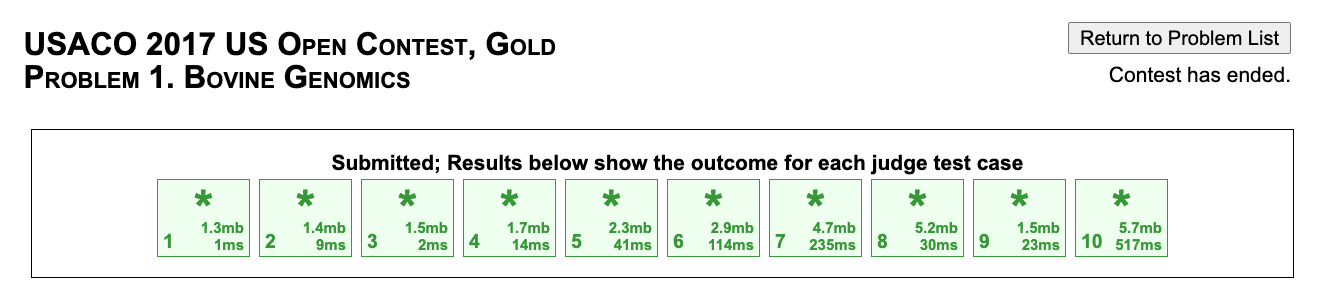 USACO 2017 US Open Contest, Gold
Problem 1. Bovine Genomics
Return to Problem List
Contest has ended.
Submitted; Results below show the outcome for each judge test case
* * * * * * * * * *
1.3mb 1.4mb 1.5mb 1.7mb 2.3mb 2.9mb 4.7mb 5.2mb 1.5mb 5.7mb
1 1ms 2 9ms 3 2ms 4 14ms 5 41ms 6 114ms 7 235ms 8 30ms 9 23ms 10 517ms